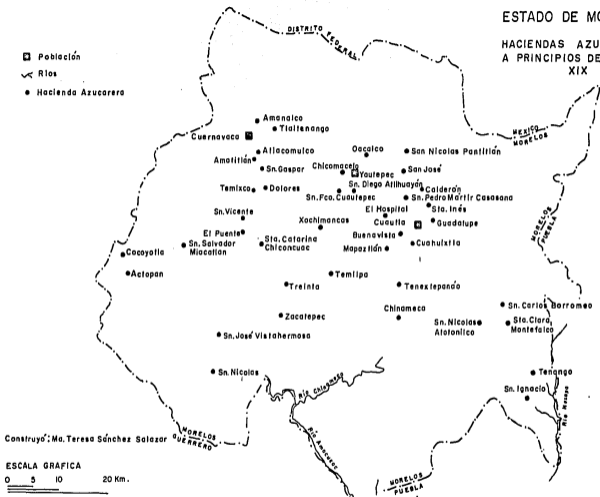 ESTADO DE MO
HACIENDAS AZU
A PRINCIPIOS DE
XIX
Población
Ríos
Hacienda Azucarera
DISTRITO FEDERAL
MEXICO
MORELOS
Amanalco
Tlaltenango
Cuernavaca
Atlacomulco
Oacalco
San Nicolas Pantitlán
Amatitlán
Sn. Gaspar
Chicomacelo
Yautepec
San José
Temixco
Dolores
Sn. Diego Atlihuayán
Calderón
Sn. Fco. Cuautepec
Sn. Pedro Martir Casasana
El Hospital
Sta. Inés
Sn. Vicente
Xochimancas
Cuautla
Guadalupe
El Puente
Buenavista
MORELOS
PUEBLA
Sn. Salvador
Miacatlan
Sta. Catarina
Chiconcuac
Mapaztlán
Cuahuixtla
Cocoyotla
Actopan
Temilpa
Treinta
Tenextepango
Sn. Carlos Borromeo
Zacatepec
Chinameca
Sn. Nicolas
Atotonilco
Sta. Clara
Montefalco
Sn. José Vistahermosa
Sn. Nicolas
Tenango
Río Chinameca
Sn. Ignacio
Río Nexapa
Río Amacuzac
MORELOS
GUERRERO
MORELOS
PUEBLA
Construyó: Ma. Teresa Sánchez Salazar
ESCALA GRAFICA
0 5 10 20 Km.